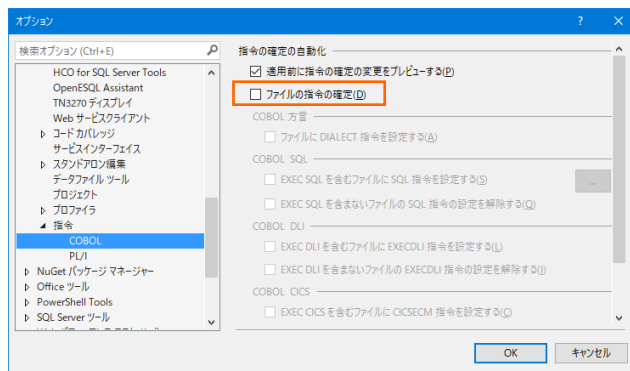 オプション ? ×
検索オプション (Ctrl+E)
HCO for SQL Server Tools
OpenESQL Assistant
TN3270 ディスプレイ
Web サービスクライアント
コード カバレッジ
サービスインターフェイス
スタンドアロン編集
データファイル ツール
プロジェクト
プロファイラ
指令
COBOL
PL/I
NuGet パッケージ マネージャー
Office ツール
PowerShell Tools
SQL Server ツール
指令の確定の自動化
適用前に指令の確定の変更をプレビューする(P)
ファイルの指令の確定(D)
COBOL 方言
ファイルに DIALECT 指令を設定する(A)
COBOL SQL
EXEC SQL を含むファイルに SQL 指令を設定する(S)
...
EXEC SQL を含まないファイルの SQL 指令の設定を解除する(Q)
COBOL DLI
EXEC DLI を含むファイルに EXECDLI 指令を設定する(L)
EXEC DLI を含まないファイルの EXECDLI 指令の設定を解除する(I)
COBOL CICS
EXEC CICS を含むファイルに CICSECM 指令を設定する(C)
OK キャンセル